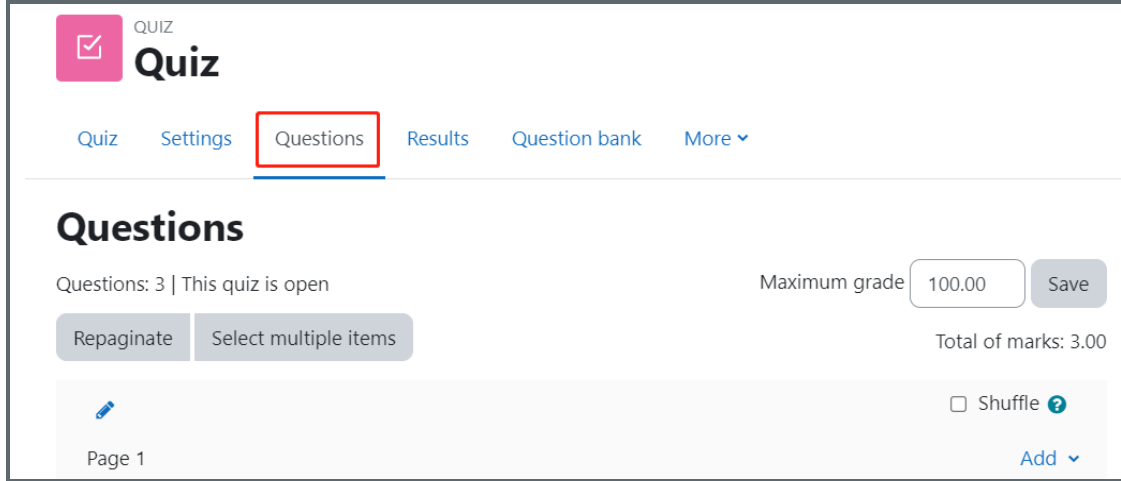 QUIZ
Quiz
Quiz Settings Questions Results Question bank More
Questions
Questions: 3 | This quiz is open
Maximum grade 100.00 Save
Repaginate Select multiple items
Total of marks: 3.00
Shuffle ?
Page 1
Add